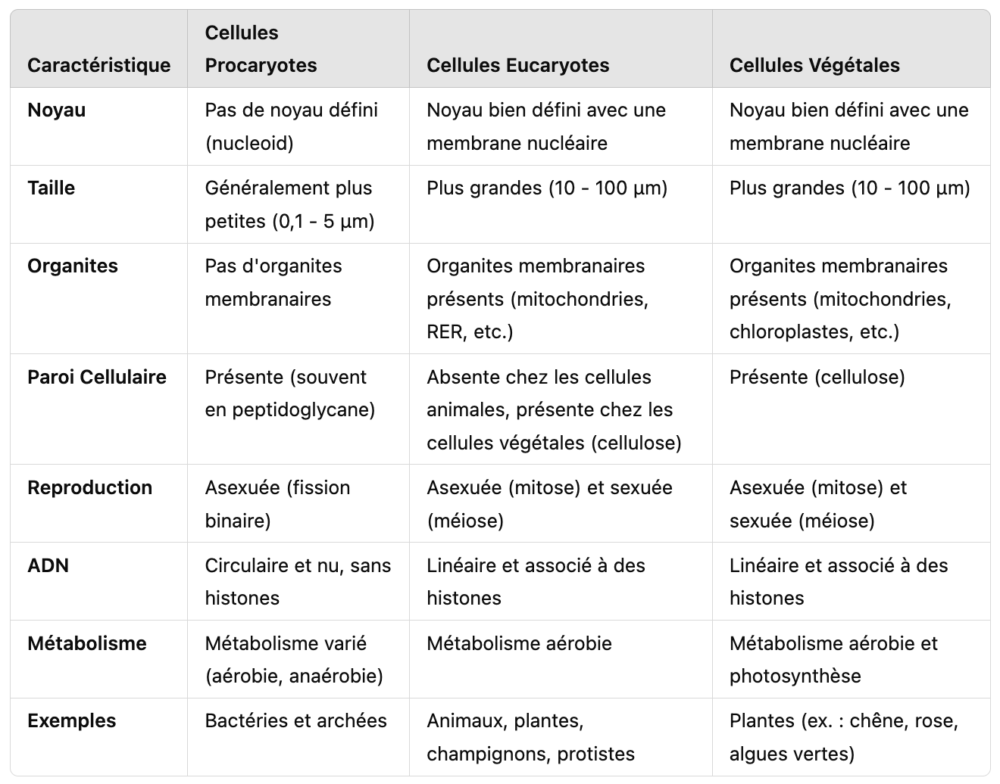 Caractéristique
Cellules
Procaryotes
Cellules Eucaryotes
Cellules Végétales
Noyau
Pas de noyau défini
(nucleoid)
Noyau bien défini avec une
membrane nucléaire
Noyau bien défini avec une
membrane nucléaire
Taille
Généralement plus
petites (0,1 - 5 µm)
Plus grandes (10 - 100 µm)
Plus grandes (10 - 100 µm)
Organites
Pas d'organites
membranaires
Organites membranaires
présents (mitochondries,
RER, etc.)
Organites membranaires
présents (mitochondries,
chloroplastes, etc.)
Paroi Cellulaire
Présente (souvent
en peptidoglycane)
Absente chez les cellules
animales, présente chez les
cellules végétales (cellulose)
Présente (cellulose)
Reproduction
Asexuée (fission
binaire)
Asexuée (mitose) et sexuée
(méiose)
Asexuée (mitose) et
sexuée (méiose)
ADN
Circulaire et nu, sans
histones
Linéaire et associé à des
histones
Linéaire et associé à des
histones
Métabolisme
Métabolisme varié
(aérobie, anaérobie)
Métabolisme aérobie
Métabolisme aérobie et
photosynthèse
Exemples
Bactéries et archées
Animaux, plantes,
champignons, protistes
Plantes (ex. : chêne, rose,
algues vertes)